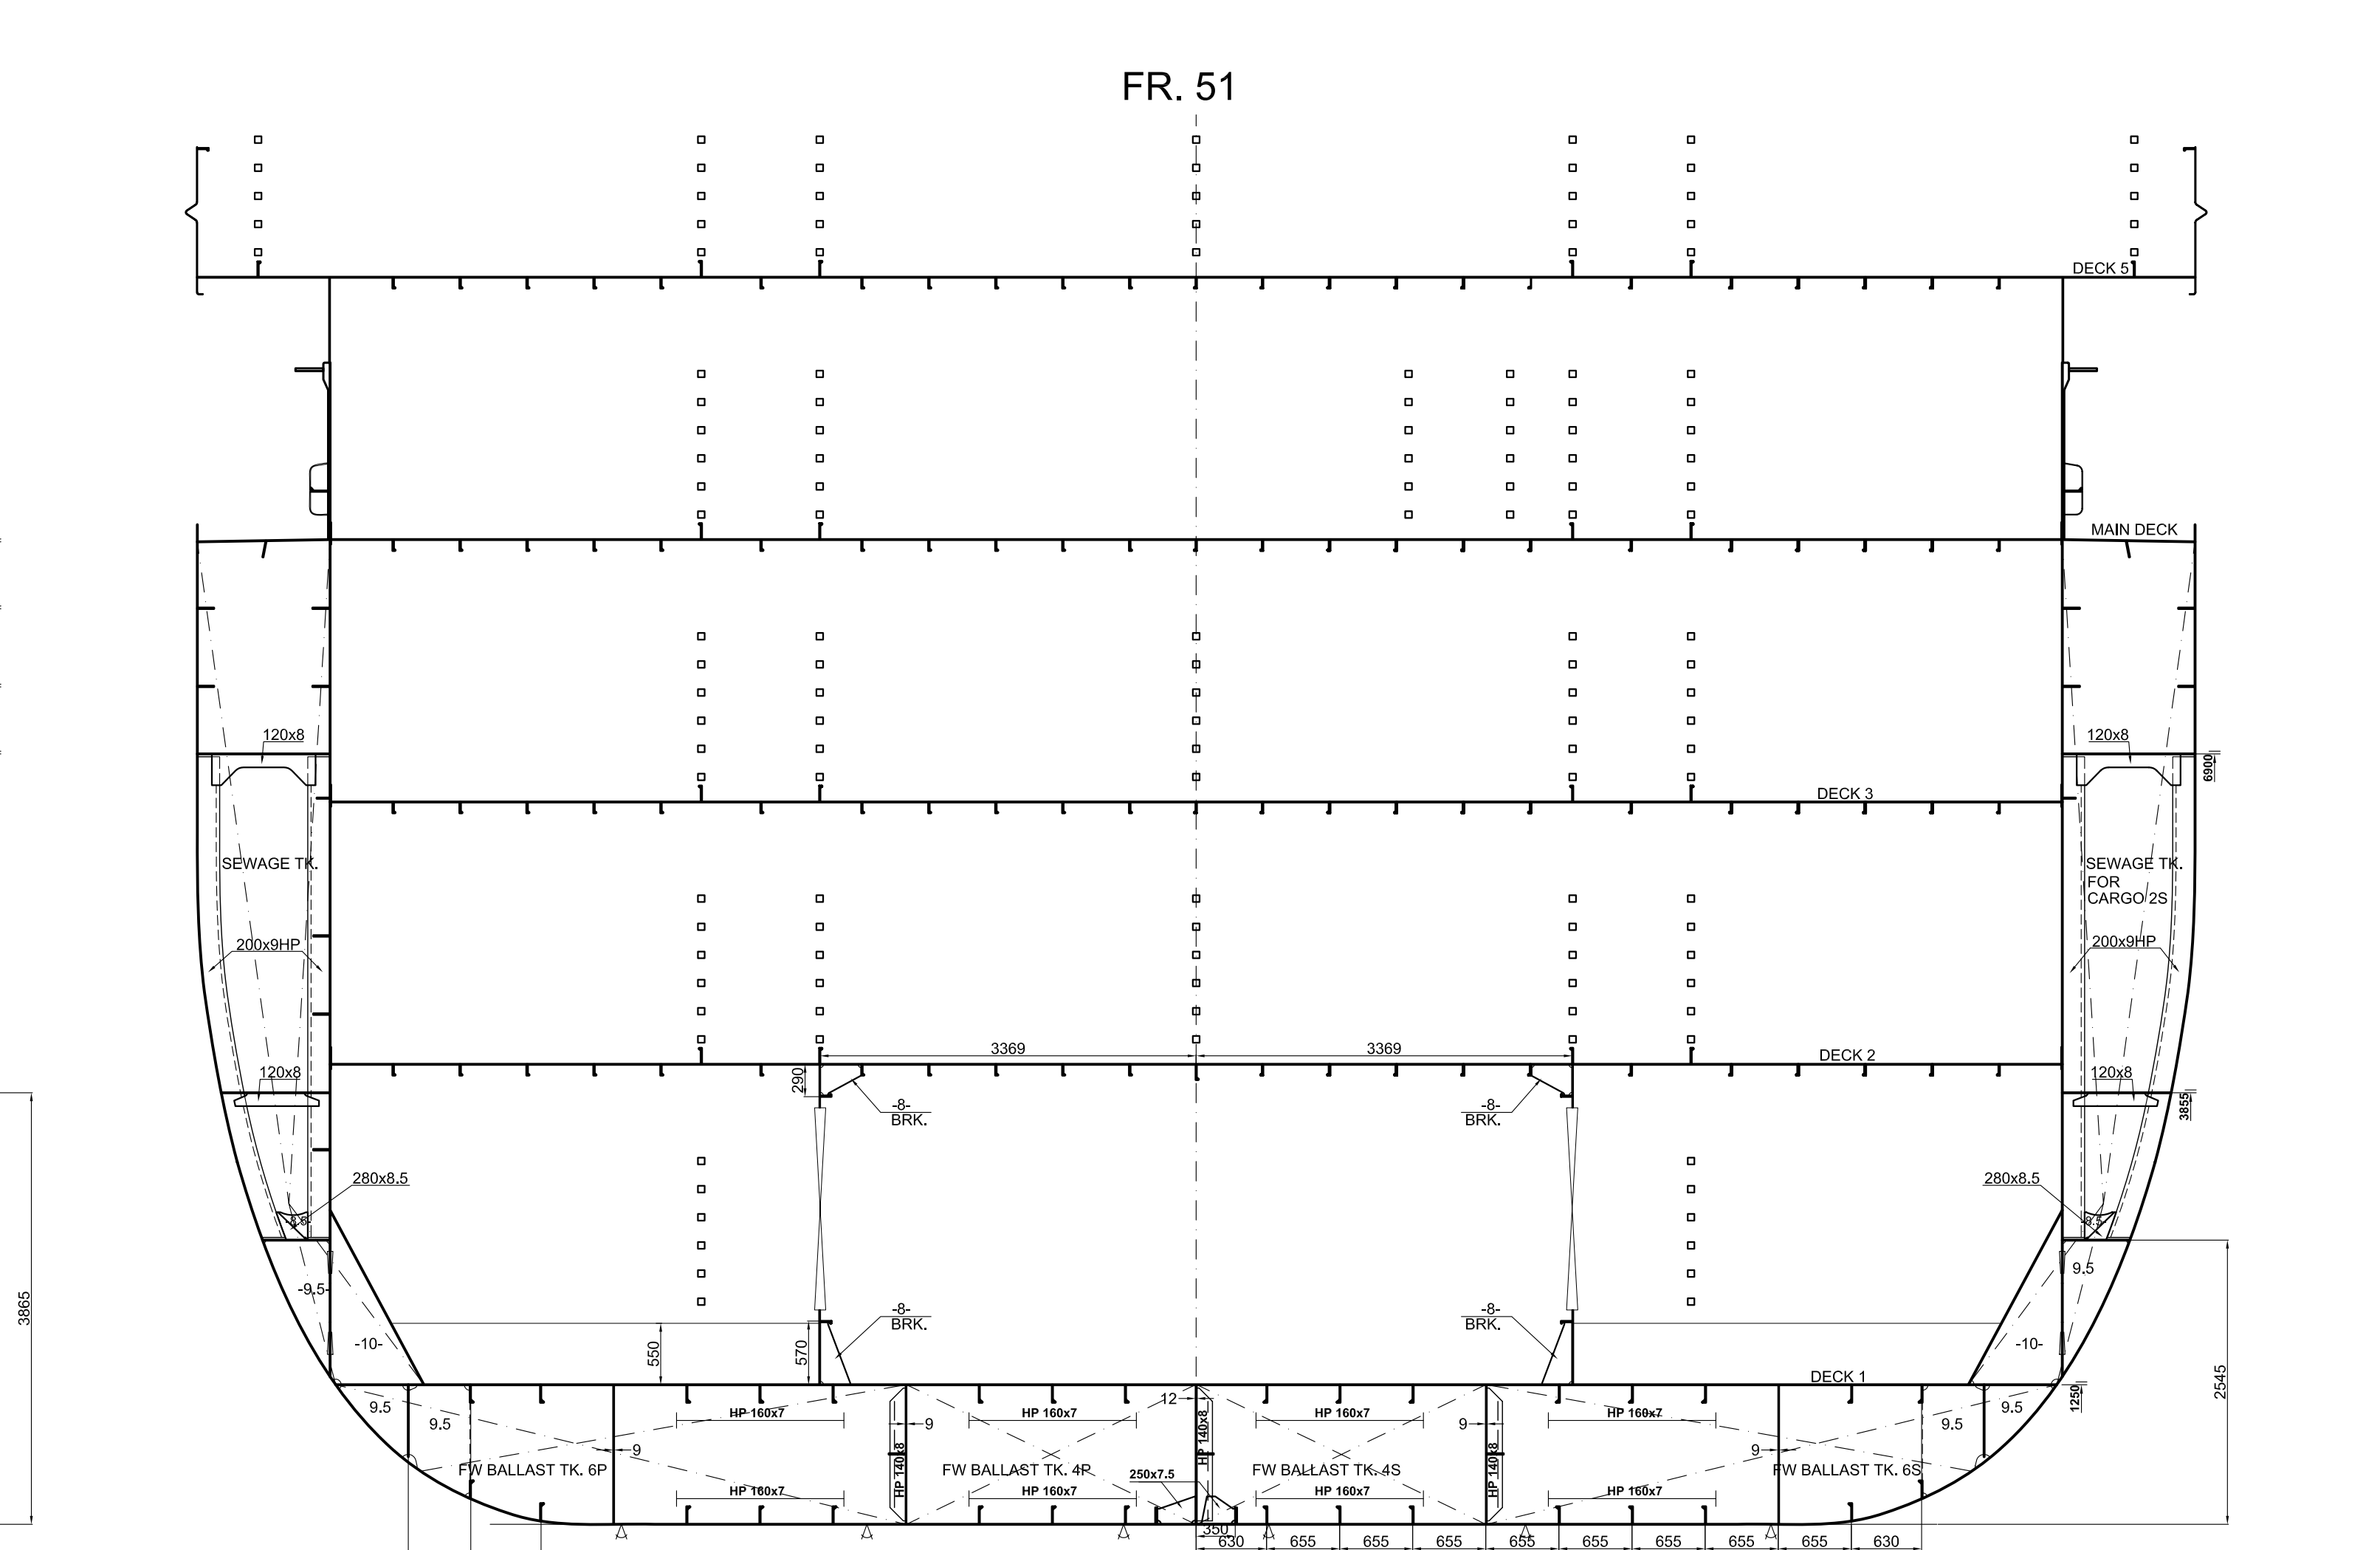 FR. 51
DECK 5
MAIN DECK
120x8
120x8
6900
DECK 3
SEWAGE TK.
SEWAGE TK.
FOR
CARGO 2S
200x9HP
200x9HP
3369
3369
DECK 2
290
120x8
120x8
-8-
BRK.
-8-
BRK.
3855
280x8.5
280x8.5
-8.5-
-8.5-
-9.5-
9.5
3865
-8-
BRK.
-8-
BRK.
550
570
-10-
-10-
DECK 1
2545
1250
9.5
9.5
HP 160x7
HP 160x7
12
HP 160x7
HP 160x7
9.5
9.5
9
9
9
9
HP 140x8
HP 140x8
HP 140x8
FW BALLAST TK. 6P
FW BALLAST TK. 4P
FW BALLAST TK. 4S
FW BALLAST TK. 6S
250x7.5
HP 160x7
HP 160x7
HP 160x7
HP 160x7
350
630
655
655
655
655
655
655
655
655
630